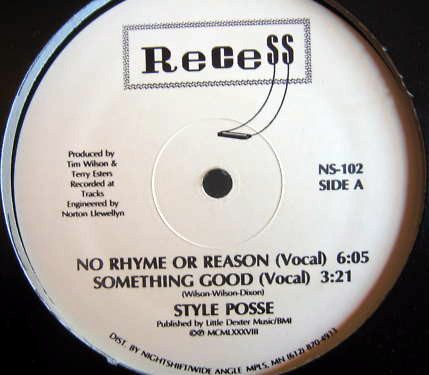 ReCeSS
Produced by
Tim Wilson &
Terry Esters
Recorded at
Tracks
Engineered by
Norton Llewellyn
NS-102
SIDE A
NO RHYME OR REASON (Vocal) 6:05
SOMETHING GOOD (Vocal) 3:21
(Wilson-Wilson-Dixon)
STYLE POSSE
Published by Little Dexter Music/BMI
©℗ MCMLXXXVIII
DIST. BY NIGHTSHIFT/WIDE ANGLE MPLS, MN (612) 870-4933